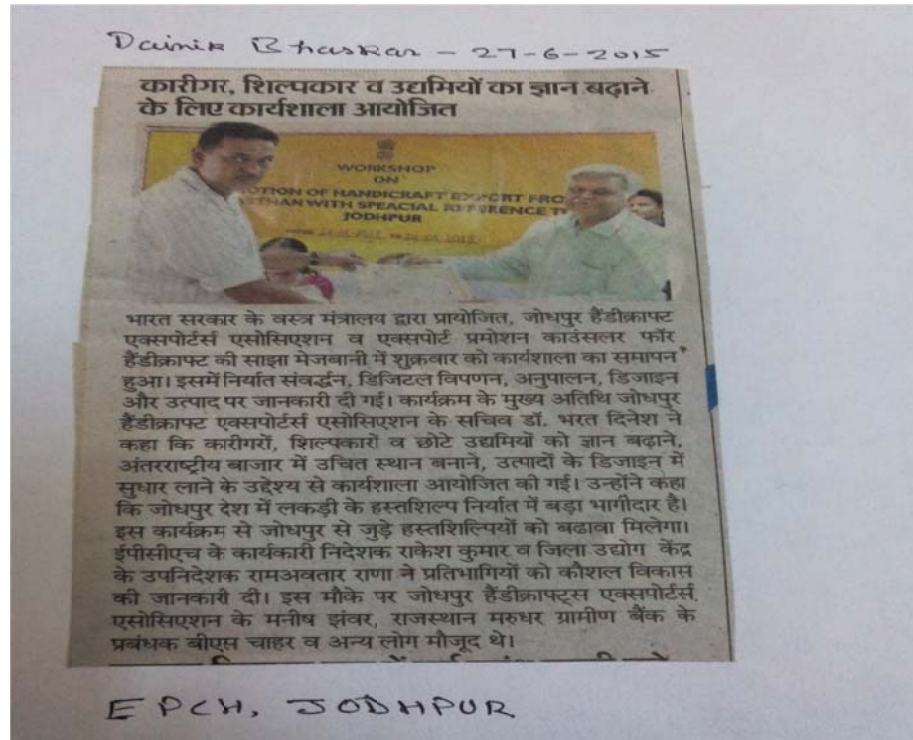 Dainik Bhaskar - 27-6-2015
कारीगर, शिल्पकार व उद्यमियों का ज्ञान बढ़ाने
के लिए कार्यशाला आयोजित
WORKSHOP
ON
OTION OF HANDICRAFT EXPORT FRO
THAN WITH SPEACIAL REFERENCE T
JODHPUR
भारत सरकार के वस्त्र मंत्रालय द्वारा प्रायोजित, जोधपुर हैंडीक्राफ्ट
एक्सपोर्टर्स एसोसिएशन व एक्सपोर्ट प्रमोशन काउंसलर फॉर
हैंडीक्राफ्ट की साझा मेजबानी में शुक्रवार को कार्यशाला का समापन
हुआ। इसमें निर्यात संवर्द्धन, डिजिटल विपणन, अनुपालन, डिजाइन
और उत्पाद पर जानकारी दी गई। कार्यक्रम के मुख्य अतिथि जोधपुर
हैंडीक्राफ्ट एक्सपोर्टर्स एसोसिएशन के सचिव डॉ. भरत दिनेश ने
कहा कि कारीगरों, शिल्पकारों व छोटे उद्यमियों को ज्ञान बढ़ाने,
अंतरराष्ट्रीय बाजार में उचित स्थान बनाने, उत्पादों के डिजाइन में
सुधार लाने के उद्देश्य से कार्यशाला आयोजित की गई। उन्होंने कहा
कि जोधपुर देश में लकड़ी के हस्तशिल्प निर्यात में बड़ा भागीदार है।
इस कार्यक्रम से जोधपुर से जुड़े हस्तशिल्पियों को बढावा मिलेगा।
ईपीसीएच के कार्यकारी निदेशक राकेश कुमार व जिला उद्योग केंद्र
के उपनिदेशक रामअवतार राणा ने प्रतिभागियों को कौशल विकास
की जानकारी दी। इस मौके पर जोधपुर हैंडीक्राफ्ट्स एक्सपोर्टर्स
एसोसिएशन के मनीष झंवर, राजस्थान मरुधर ग्रामीण बैंक के
प्रबंधक बीएस चाहर व अन्य लोग मौजूद थे।
EPCH, JODHPUR